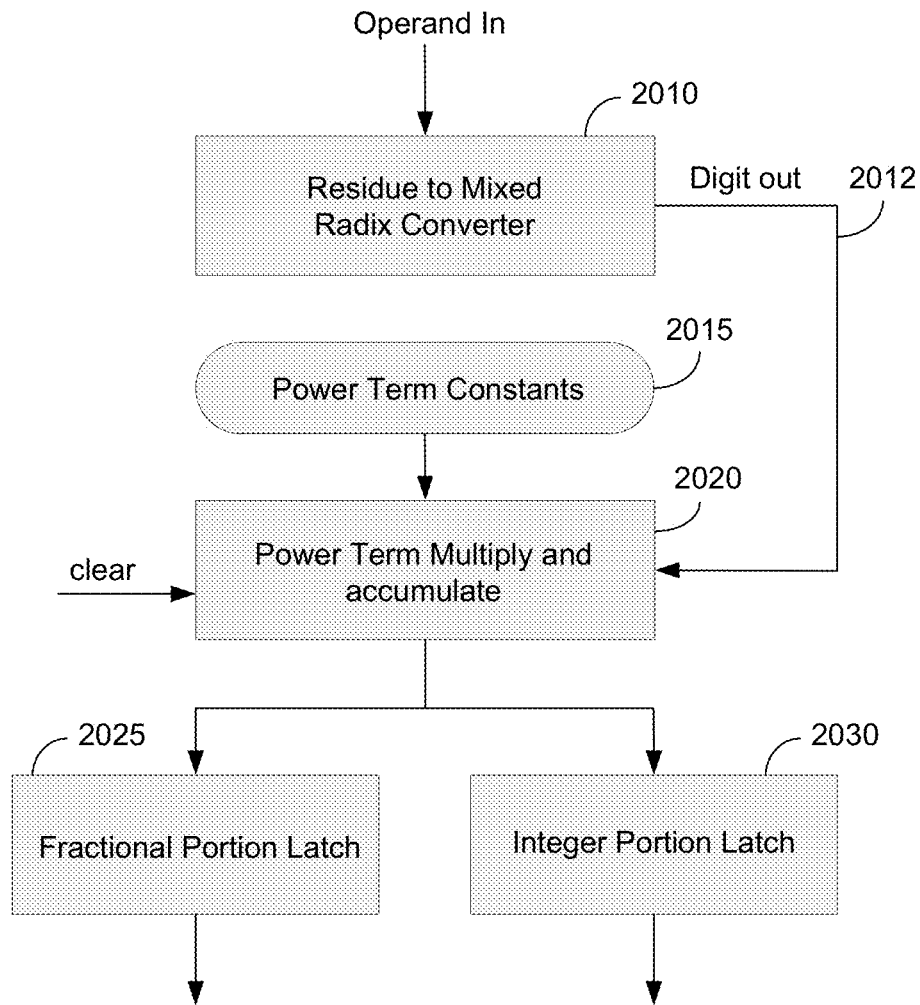 Operand In
2010
Residue to Mixed
Radix Converter
Digit out
2012
2015
Power Term Constants
2020
Power Term Multiply and
accumulate
clear
2025
2030
Fractional Portion Latch
Integer Portion Latch